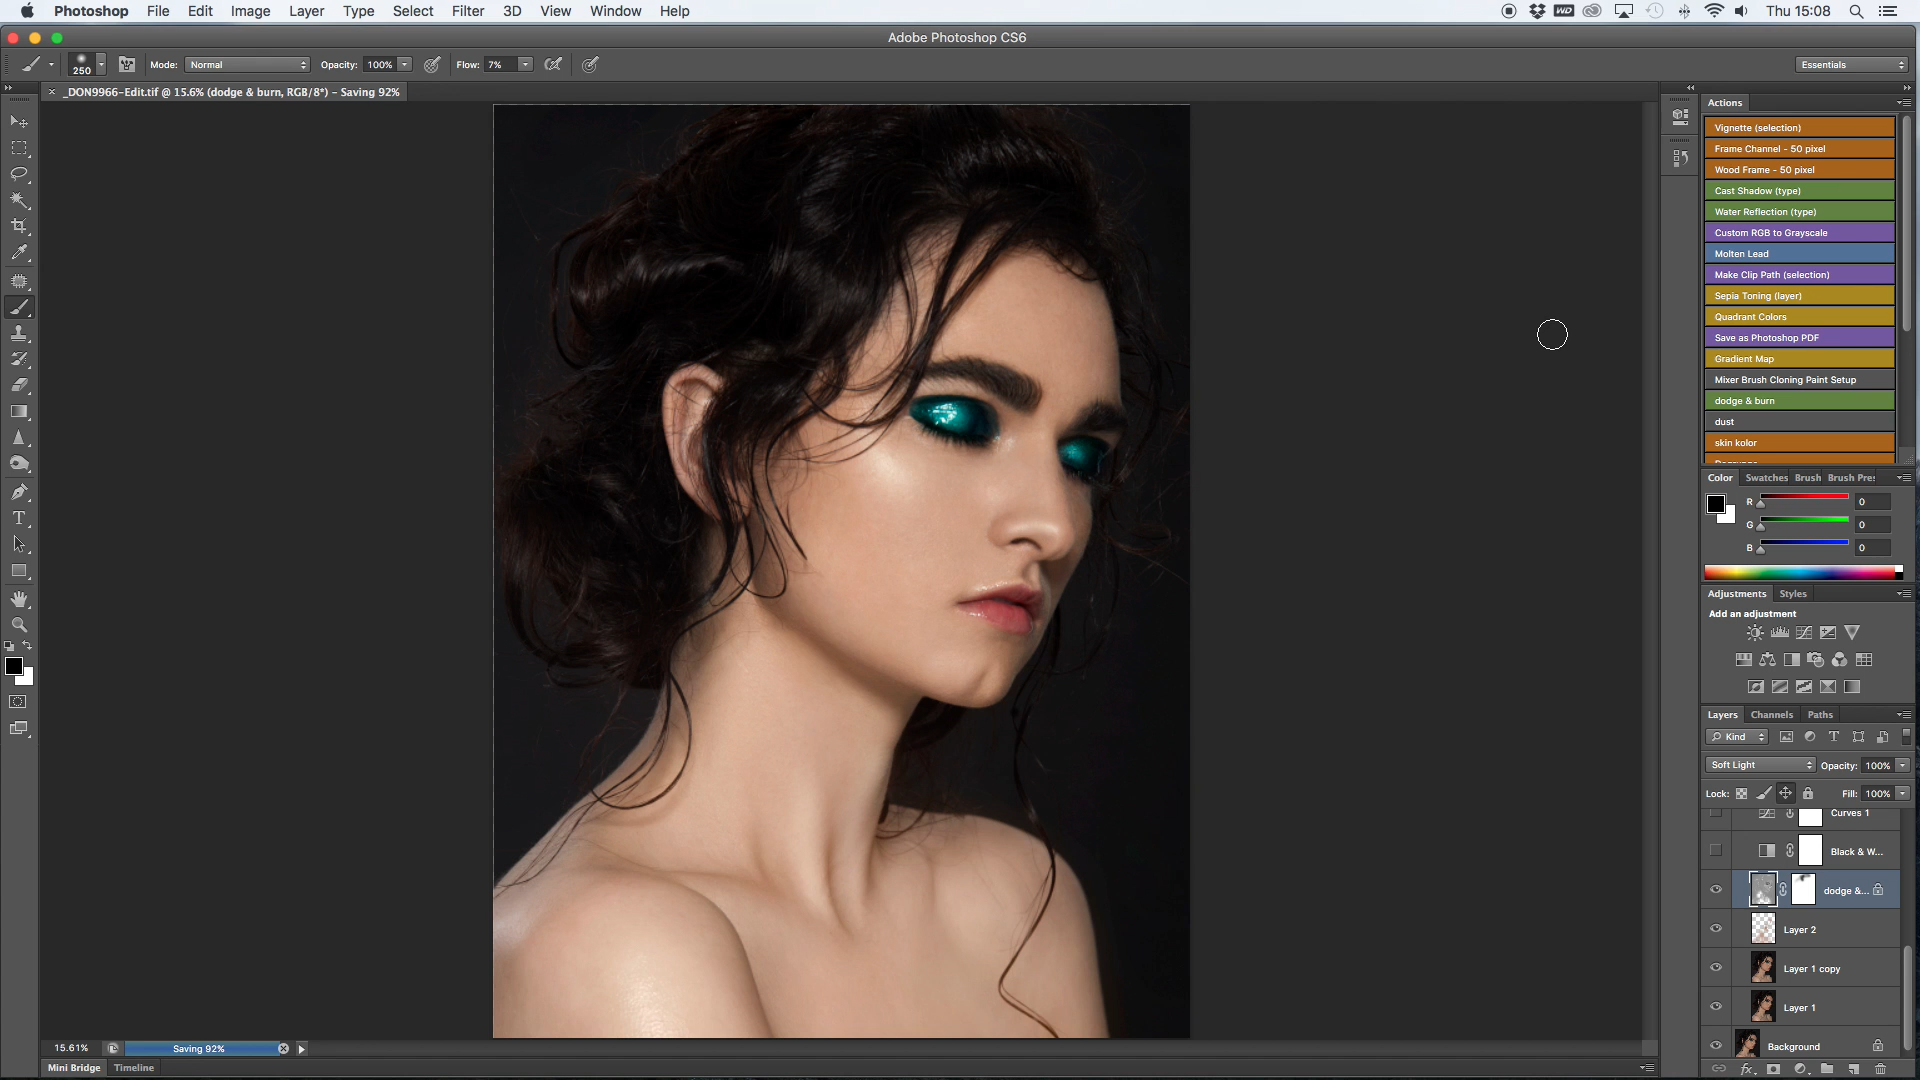 Photoshop File Edit Image Layer Type Select Filter 3D View Window Help
WD Thu 15:08
Adobe Photoshop CS6
250 Mode: Normal Opacity: 100% Flow: 7% Essentials
× _DON9966-Edit.tif @ 15.6% (dodge & burn, RGB/8*) – Saving 92%
Actions
Vignette (selection)
Frame Channel - 50 pixel
Wood Frame - 50 pixel
Cast Shadow (type)
Water Reflection (type)
Custom RGB to Grayscale
Molten Lead
Make Clip Path (selection)
Sepia Toning (layer)
Quadrant Colors
Save as Photoshop PDF
Gradient Map
Mixer Brush Cloning Paint Setup
dodge & burn
dust
skin kolor
Color Swatches Brush Brush Pre
R 0
G 0
B 0
Adjustments Styles
Add an adjustment
Layers Channels Paths
Kind
Soft Light Opacity: 100%
Lock: Fill: 100%
Curves 1
Black & W...
dodge &...
Layer 2
Layer 1 copy
Layer 1
Background
fx
15.61% Saving 92%
Mini Bridge Timeline